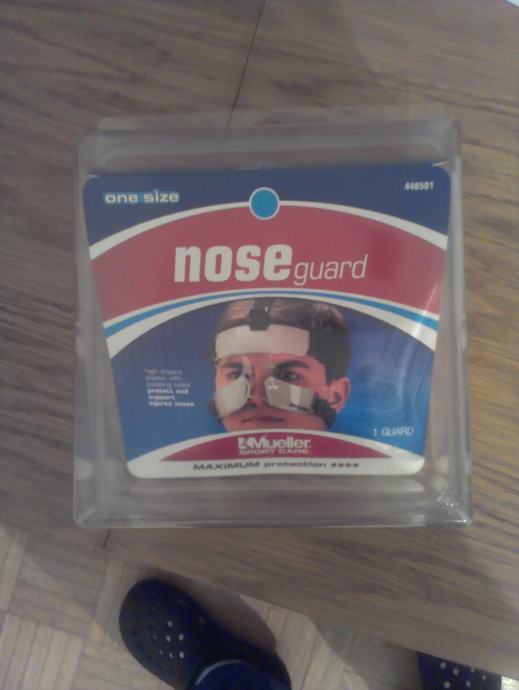 one size
440501
nose guard
high impact
plastic with
padding helps
protect and
support
injured noses
1 GUARD
Mueller
SPORT CARE
MAXIMUM protection